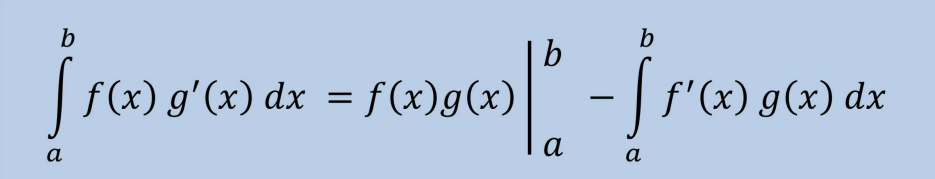 ∫_a^b f(x) g′(x) dx = f(x)g(x) |_a^b − ∫_a^b f′(x) g(x) dx